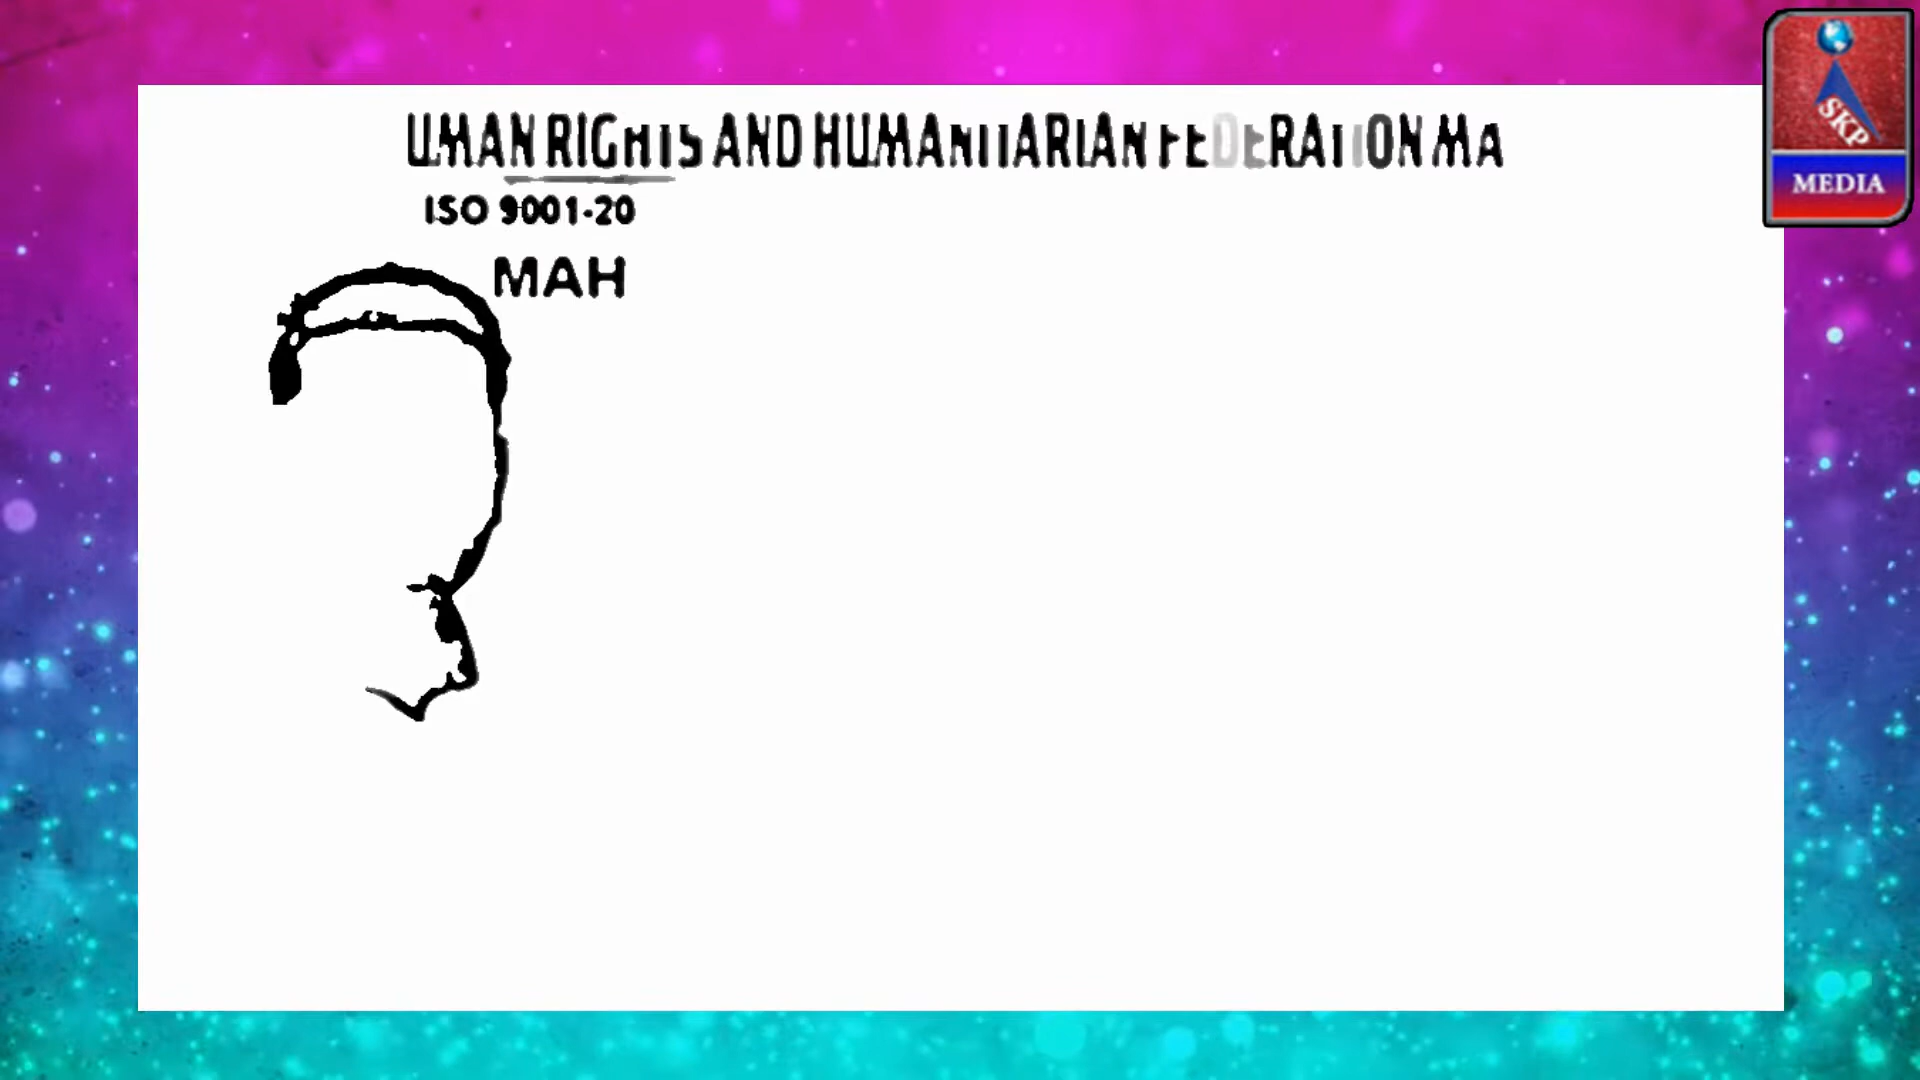 UMAN RIGHTS AND HUMANITARIAN FEDERATION MA
ISO 9001-20
MAH
SKP
MEDIA